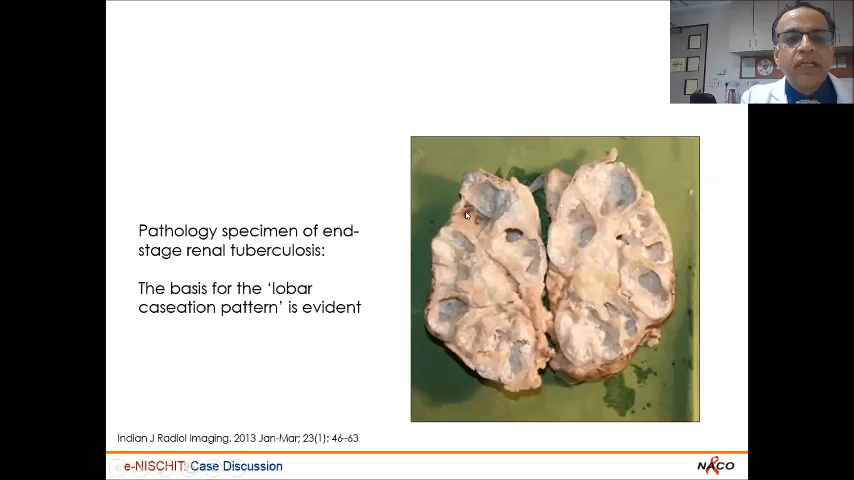 Pathology specimen of end-
stage renal tuberculosis:
The basis for the ‘lobar
caseation pattern’ is evident
Indian J Radiol Imaging. 2013 Jan-Mar; 23(1): 46–63
e-NISCHIT: Case Discussion
NACO